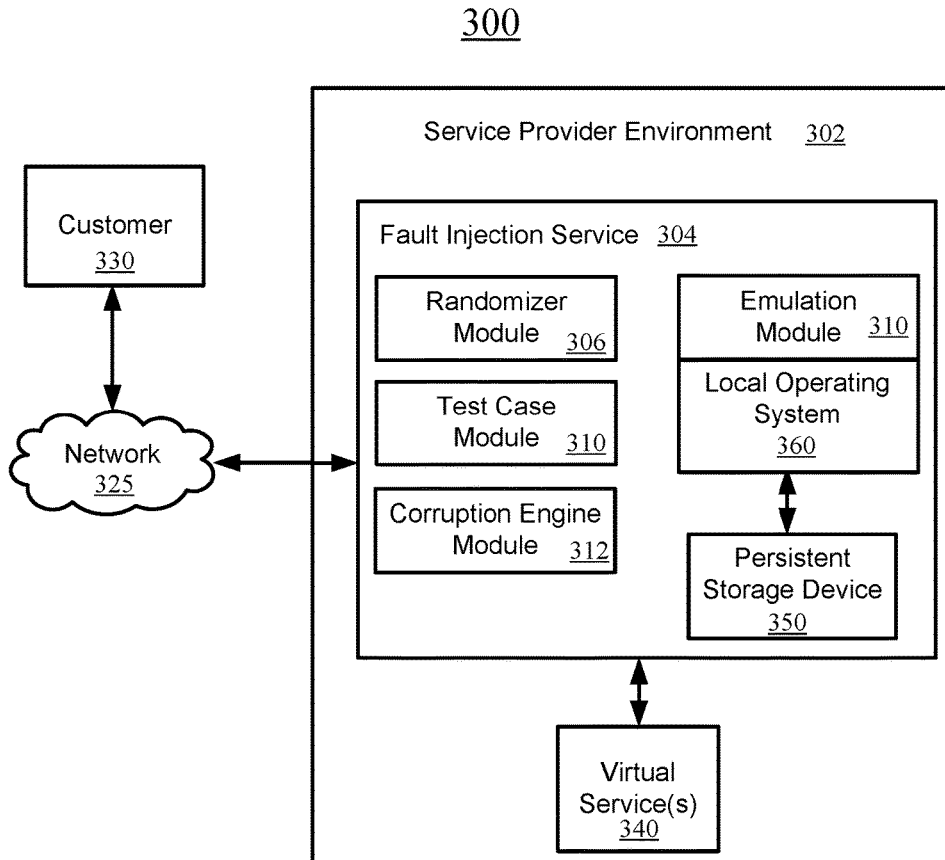 300
Service Provider Environment 302
Customer
330
Fault Injection Service 304
Randomizer
Module 306
Emulation
Module 310
Test Case
Module 310
Local Operating
System
360
Network
325
Corruption Engine
Module 312
Persistent
Storage Device
350
Virtual
Service(s)
340